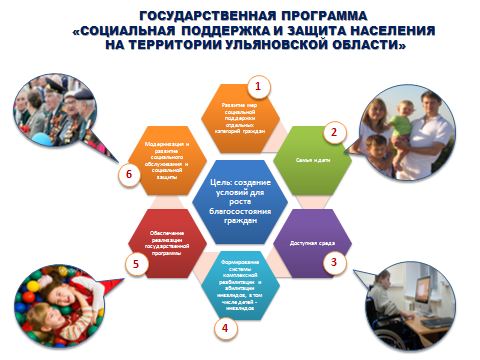 ГОСУДАРСТВЕННАЯ ПРОГРАММА
«СОЦИАЛЬНАЯ ПОДДЕРЖКА И ЗАЩИТА НАСЕЛЕНИЯ
НА ТЕРРИТОРИИ УЛЬЯНОВСКОЙ ОБЛАСТИ»
1
Развитие мер
социальной
поддержки
отдельных
категорий граждан
2
Семья и дети
3
Доступная среда
4
Формирование
системы
комплексной
реабилитации и
абилитации
инвалидов, в том
числе детей -
инвалидов
5
Обеспечение
реализации
государственной
программы
6
Модернизация и
развитие
социального
обслуживания и
социальной
защиты
Цель: создание
условий для
роста
благосостояния
граждан